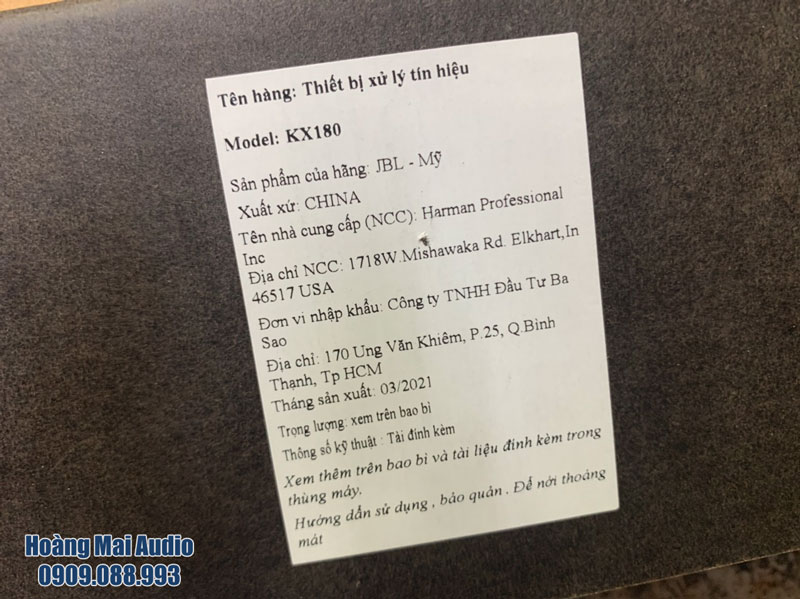 Tên hàng: Thiết bị xử lý tín hiệu
Model: KX180
Sản phẩm của hãng: JBL - Mỹ
Xuất xứ: CHINA
Tên nhà cung cấp (NCC): Harman Professional
Inc
Địa chỉ NCC: 1718W.Mishawaka Rd. Elkhart,In
46517 USA
Đơn vi nhập khẩu: Công ty TNHH Đầu Tư Ba
Sao
Địa chỉ: 170 Ung Văn Khiêm, P.25, Q.Bình
Thạnh, Tp HCM
Tháng sản xuất: 03/2021
Trọng lượng: xem trên bao bì
Thông số kỹ thuật : Tài đính kèm
Xem thêm trên bao bì và tài liệu đính kèm trong
thùng máy.
Hướng dẫn sử dụng , bảo quản . Để nới thoáng
mát
Hoàng Mai Audio
0909.088.993